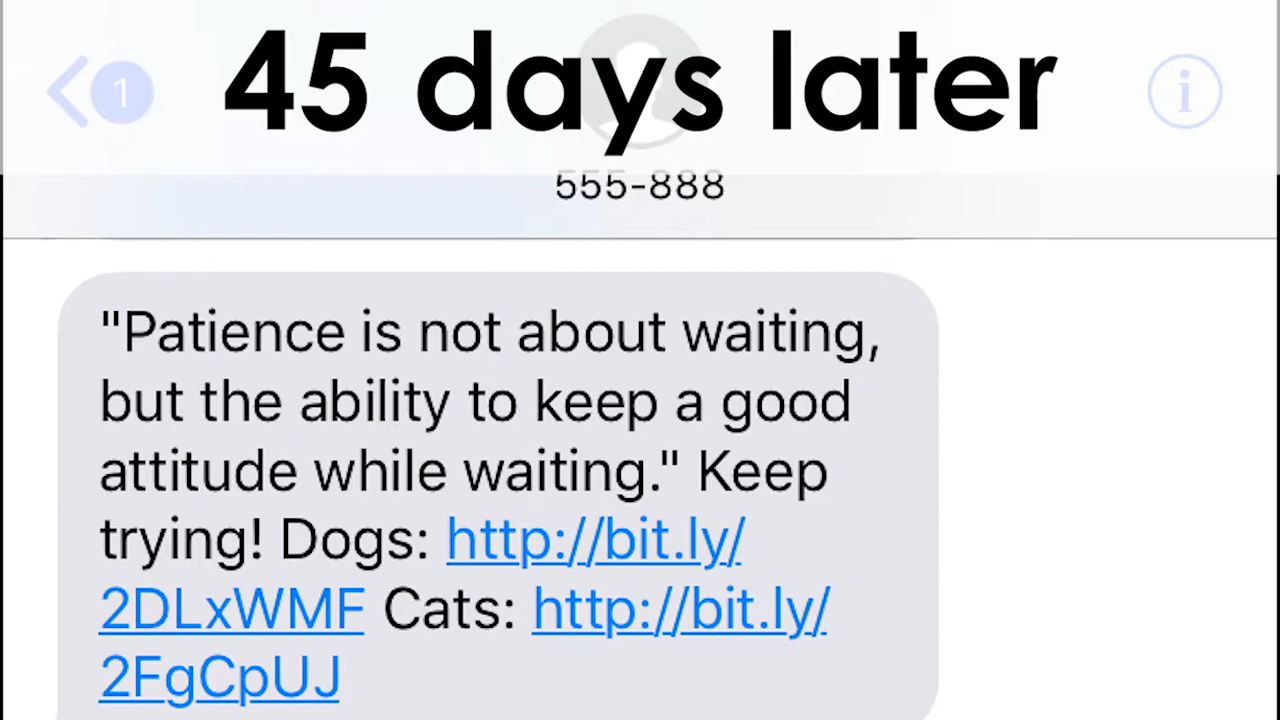 45 days later
1
i
555-888
"Patience is not about waiting,
but the ability to keep a good
attitude while waiting." Keep
trying! Dogs: http://bit.ly/
2DLxWMF Cats: http://bit.ly/
2FgCpUJ